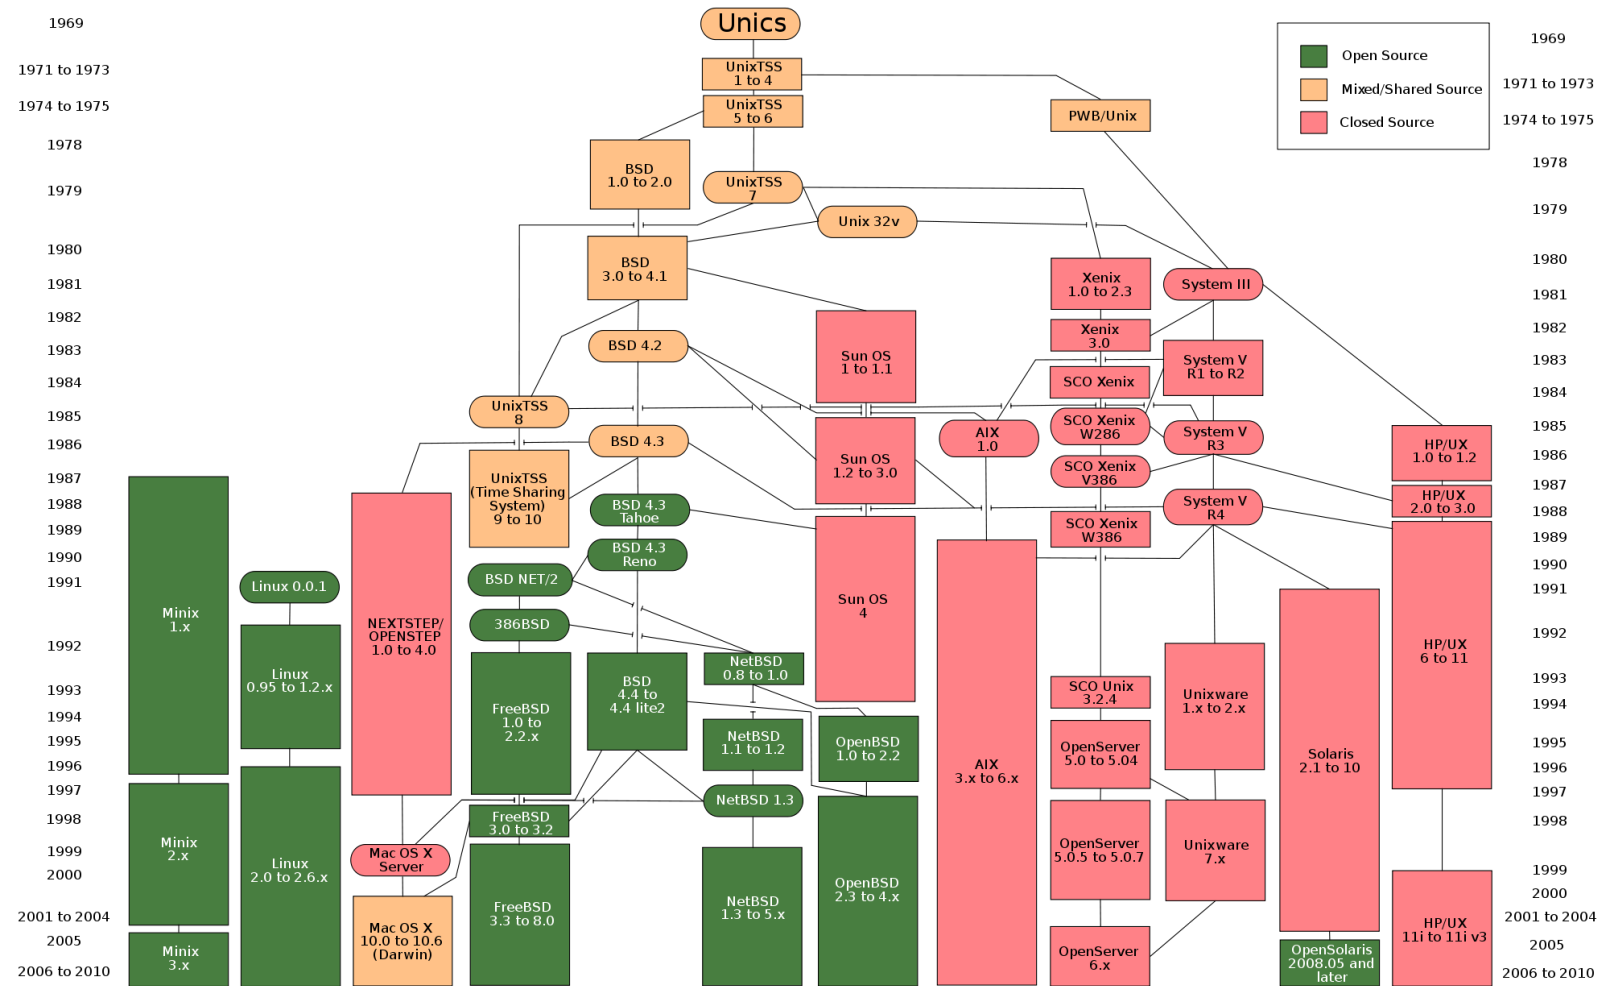 Unics
1969
1971 to 1973
1974 to 1975
1978
1979
1980
1981
1982
1983
1984
1985
1986
1987
1988
1989
1990
1991
1992
1993
1994
1995
1996
1997
1998
1999
2000
2001 to 2004
2005
2006 to 2010
UnixTSS
1 to 4
UnixTSS
5 to 6
PWB/Unix
BSD
1.0 to 2.0
UnixTSS
7
Unix 32v
BSD
3.0 to 4.1
Xenix
1.0 to 2.3
System III
Xenix
3.0
BSD 4.2
Sun OS
1 to 1.1
System V
R1 to R2
SCO Xenix
UnixTSS
8
SCO Xenix
W286
AIX
1.0
System V
R3
BSD 4.3
Sun OS
1.2 to 3.0
HP/UX
1.0 to 1.2
SCO Xenix
V386
UnixTSS
(Time Sharing
System)
9 to 10
HP/UX
2.0 to 3.0
BSD 4.3
Tahoe
System V
R4
SCO Xenix
W386
BSD 4.3
Reno
BSD NET/2
Linux 0.0.1
386BSD
Minix
1.x
NEXTSTEP/
OPENSTEP
1.0 to 4.0
Sun OS
4
Linux
0.95 to 1.2.x
NetBSD
0.8 to 1.0
HP/UX
6 to 11
BSD
4.4 to
4.4 lite2
FreeBSD
1.0 to
2.2.x
SCO Unix
3.2.4
Unixware
1.x to 2.x
NetBSD
1.1 to 1.2
OpenBSD
1.0 to 2.2
OpenServer
5.0 to 5.04
AIX
3.x to 6.x
Solaris
2.1 to 10
NetBSD 1.3
FreeBSD
3.0 to 3.2
Minix
2.x
Mac OS X
Server
Linux
2.0 to 2.6.x
OpenServer
5.0.5 to 5.0.7
Unixware
7.x
FreeBSD
3.3 to 8.0
NetBSD
1.3 to 5.x
OpenBSD
2.3 to 4.x
Mac OS X
10.0 to 10.6
(Darwin)
Minix
3.x
OpenServer
6.x
OpenSolaris
2008.05 and
later
HP/UX
11i to 11i v3
Open Source
Mixed/Shared Source
Closed Source
1969
1971 to 1973
1974 to 1975
1978
1979
1980
1981
1982
1983
1984
1985
1986
1987
1988
1989
1990
1991
1992
1993
1994
1995
1996
1997
1998
1999
2000
2001 to 2004
2005
2006 to 2010